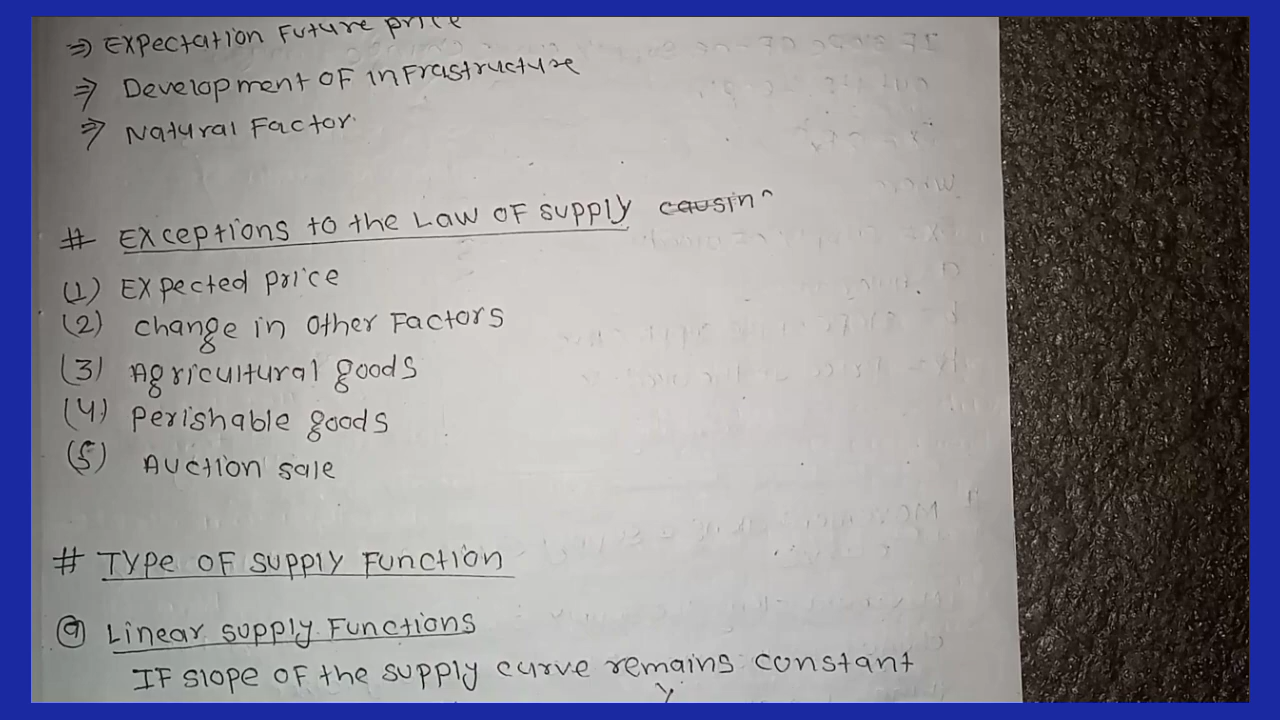 ⇒ Expectation Future price
⇒ Development of infrastructure
⇒ Natural Factor.
# Exceptions to the Law of supply
(1) Expected price
(2) change in other Factors
(3) Agricultural goods
(4) Perishable goods
(5) Auction sale
# Type of supply Function
(a) Linear supply Functions
If slope of the supply curve remains constant